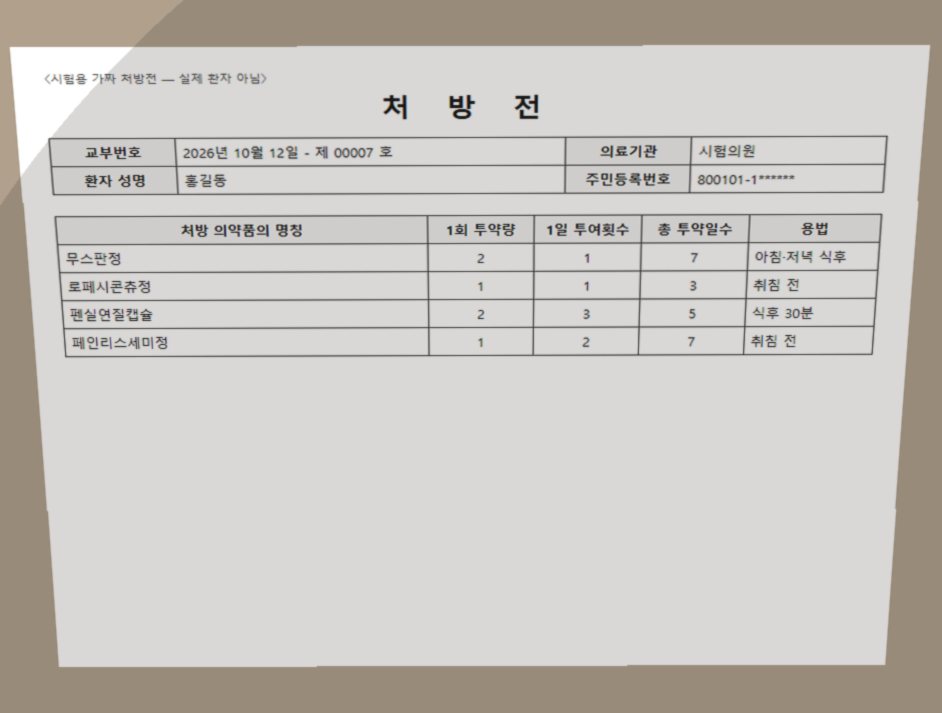 <시험용 가짜 처방전 — 실제 환자 아님>
처 방 전
교부번호 2026년 10월 12일 - 제 00007 호 의료기관 시험의원
환자 성명 홍길동 주민등록번호 800101-1******
처방 의약품의 명칭 1회 투약량 1일 투여횟수 총 투약일수 용법
무스판정 2 1 7 아침·저녁 식후
로페시콘츄정 1 1 3 취침 전
펜실연질캡슐 2 3 5 식후 30분
페인리스세미정 1 2 7 취침 전